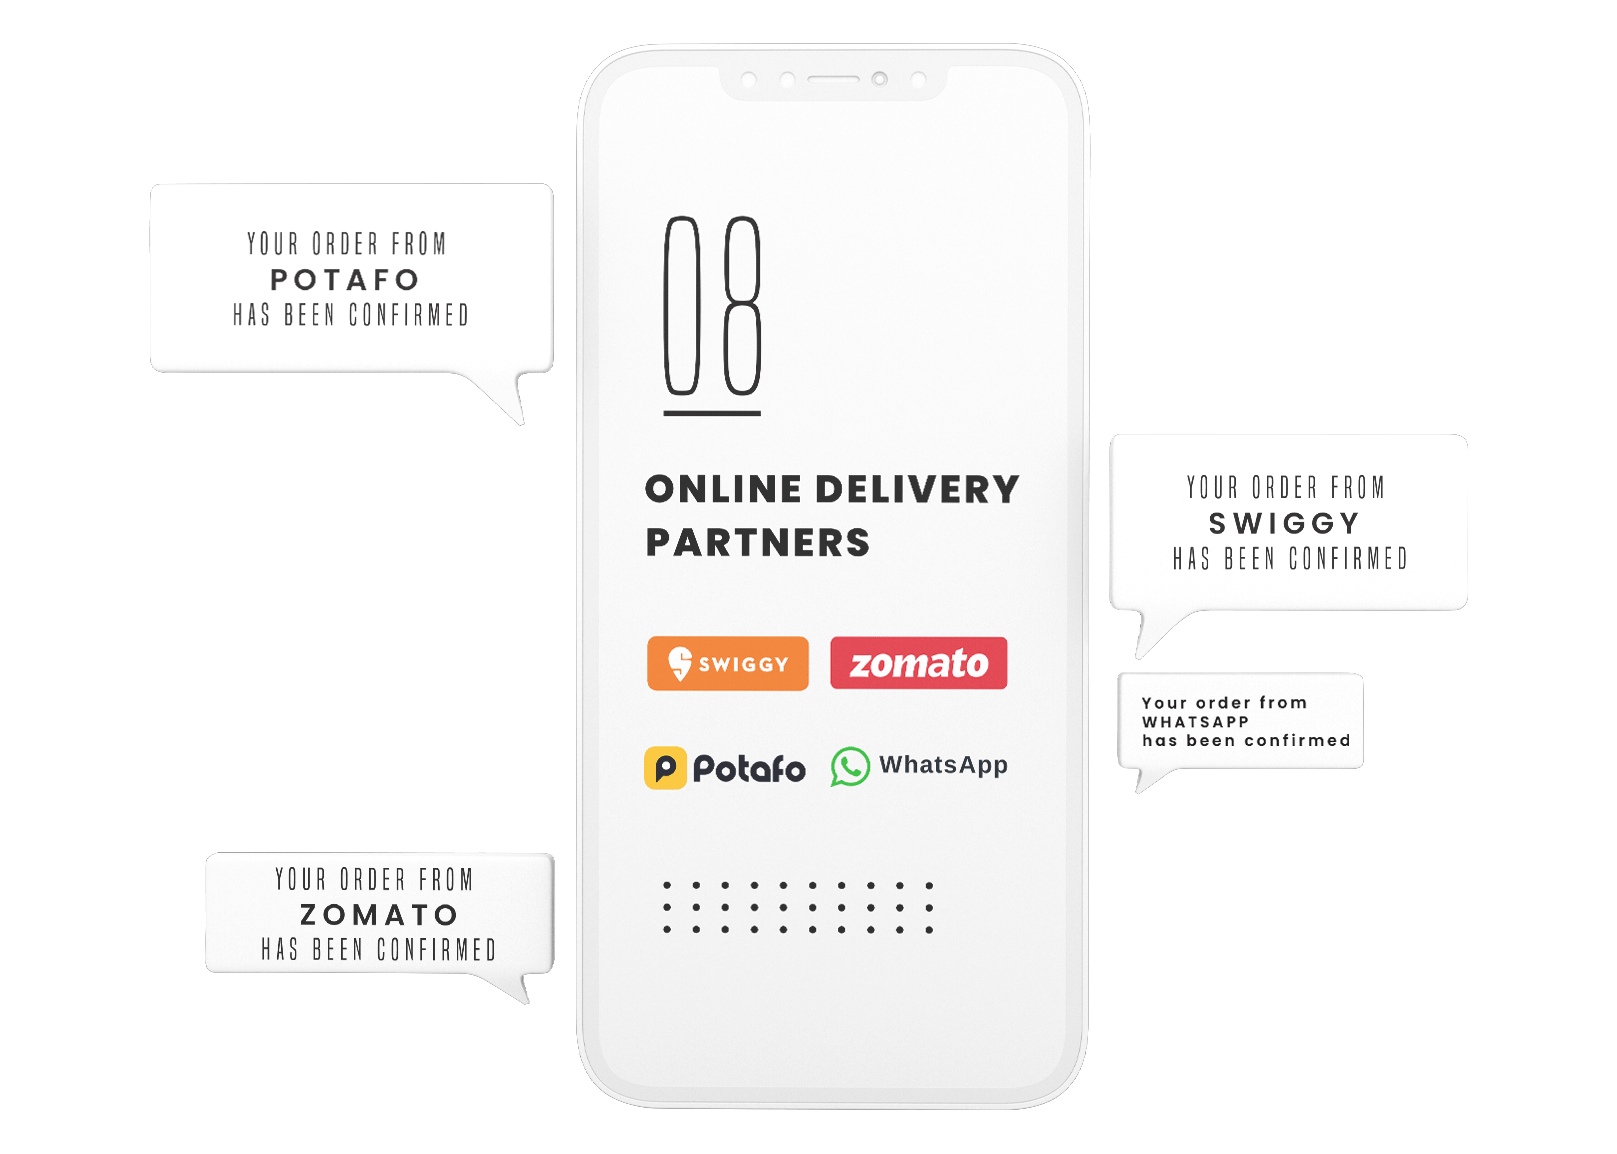 YOUR ORDER FROM
POTAFO
HAS BEEN CONFIRMED
08
ONLINE DELIVERY
PARTNERS
YOUR ORDER FROM
SWIGGY
HAS BEEN CONFIRMED
SWIGGY
zomato
Your order from
WHATSAPP
has been confirmed
P Potafo
WhatsApp
YOUR ORDER FROM
ZOMATO
HAS BEEN CONFIRMED